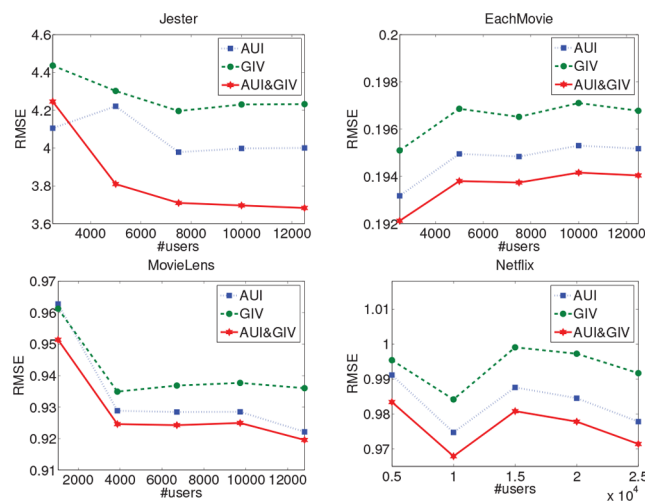 Jester
4.6
4.4
4.2
4
3.8
3.6
RMSE
AUI
GIV
AUI&GIV
4000 6000 8000 10000 12000
#users
EachMovie
0.2
0.198
0.196
0.194
0.192
RMSE
AUI
GIV
AUI&GIV
4000 6000 8000 10000 12000
#users
MovieLens
0.97
0.96
0.95
0.94
0.93
0.92
0.91
RMSE
AUI
GIV
AUI&GIV
2000 4000 6000 8000 10000 12000
#users
Netflix
1.01
1
0.99
0.98
0.97
RMSE
AUI
GIV
AUI&GIV
0.5 1 1.5 2 2.5
#users
x 10⁴